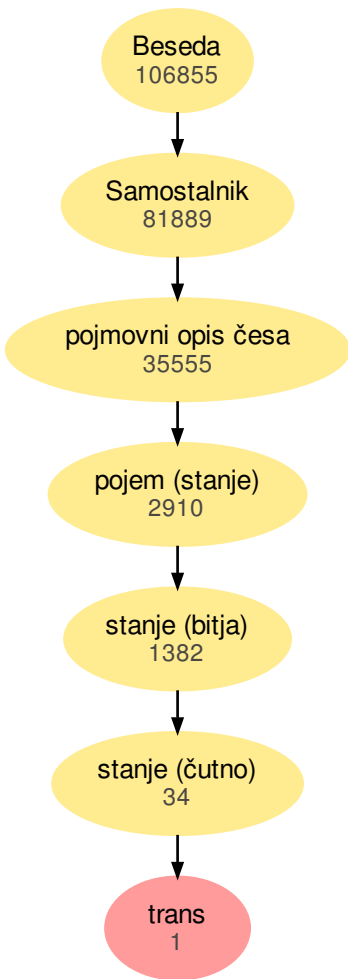 Beseda
106855
Samostalnik
81889
pojmovni opis česa
35555
pojem (stanje)
2910
stanje (bitja)
1382
stanje (čutno)
34
trans
1